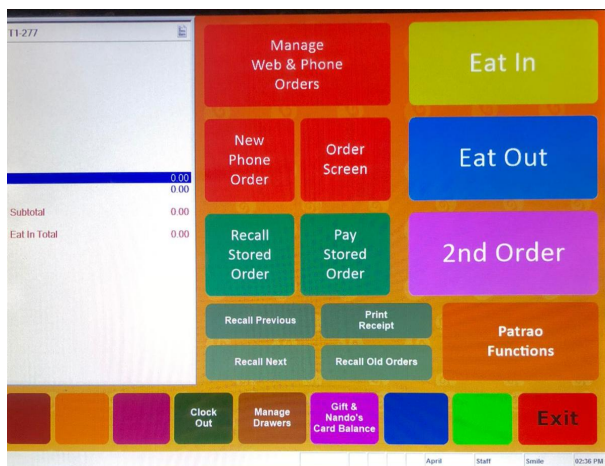 T1-277
0.00
0.00
Subtotal 0.00
Eat In Total 0.00
Manage
Web & Phone
Orders
Eat In
New
Phone
Order
Order
Screen
Eat Out
Recall
Stored
Order
Pay
Stored
Order
2nd Order
Recall Previous
Print
Receipt
Recall Next
Recall Old Orders
Patrao
Functions
Clock
Out
Manage
Drawers
Gift &
Nando's
Card Balance
Exit
April Staff Smilie 02:36 PM